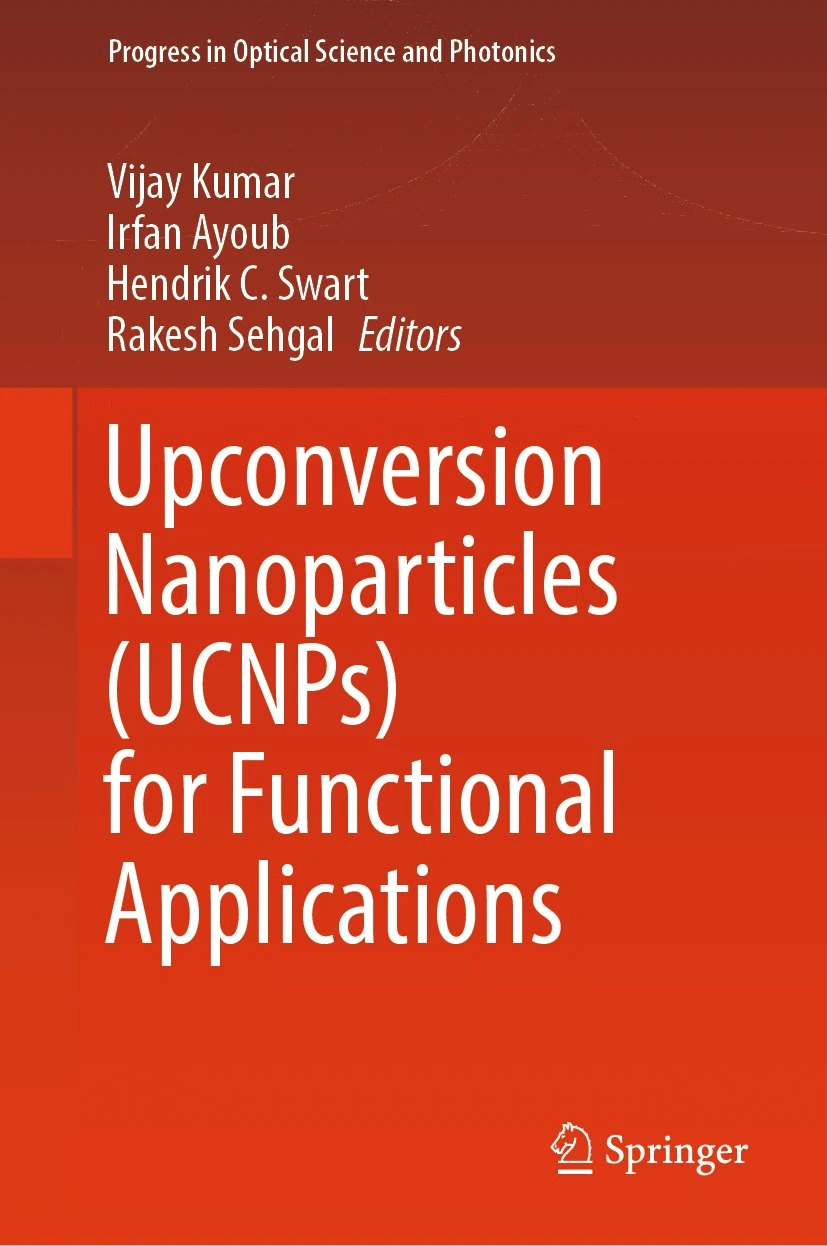 Progress in Optical Science and Photonics
Vijay Kumar
Irfan Ayoub
Hendrik C. Swart
Rakesh Sehgal Editors
Upconversion
Nanoparticles
(UCNPs)
for Functional
Applications
Springer